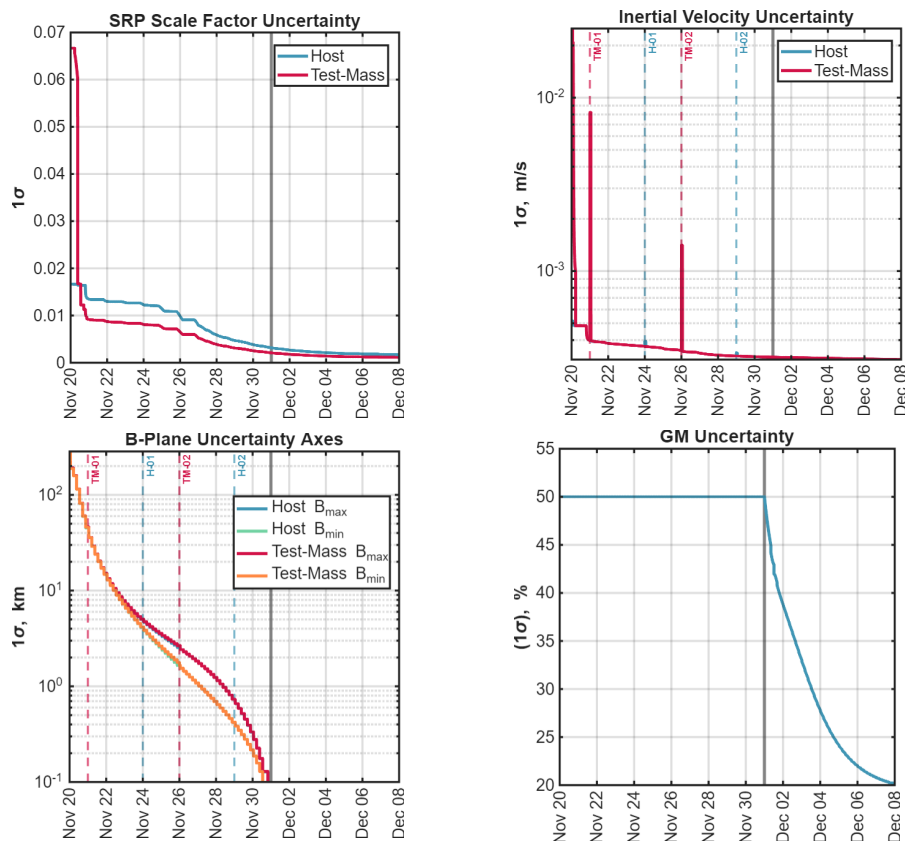 SRP Scale Factor Uncertainty
0.07
0.06
0.05
0.04
0.03
0.02
0.01
0
1σ
Host
Test-Mass
Nov 20
Nov 22
Nov 24
Nov 26
Nov 28
Nov 30
Dec 02
Dec 04
Dec 06
Dec 08
Inertial Velocity Uncertainty
TM-01
H-01
TM-02
H-02
Host
Test-Mass
10-2
10-3
1σ, m/s
Nov 20
Nov 22
Nov 24
Nov 26
Nov 28
Nov 30
Dec 02
Dec 04
Dec 06
Dec 08
B-Plane Uncertainty Axes
TM-01
H-01
TM-02
H-02
Host Bmax
Host Bmin
Test-Mass Bmax
Test-Mass Bmin
102
101
100
10-1
1σ, km
Nov 20
Nov 22
Nov 24
Nov 26
Nov 28
Nov 30
Dec 02
Dec 04
Dec 06
Dec 08
GM Uncertainty
55
50
45
40
35
30
25
20
(1σ), %
Nov 20
Nov 22
Nov 24
Nov 26
Nov 28
Nov 30
Dec 02
Dec 04
Dec 06
Dec 08